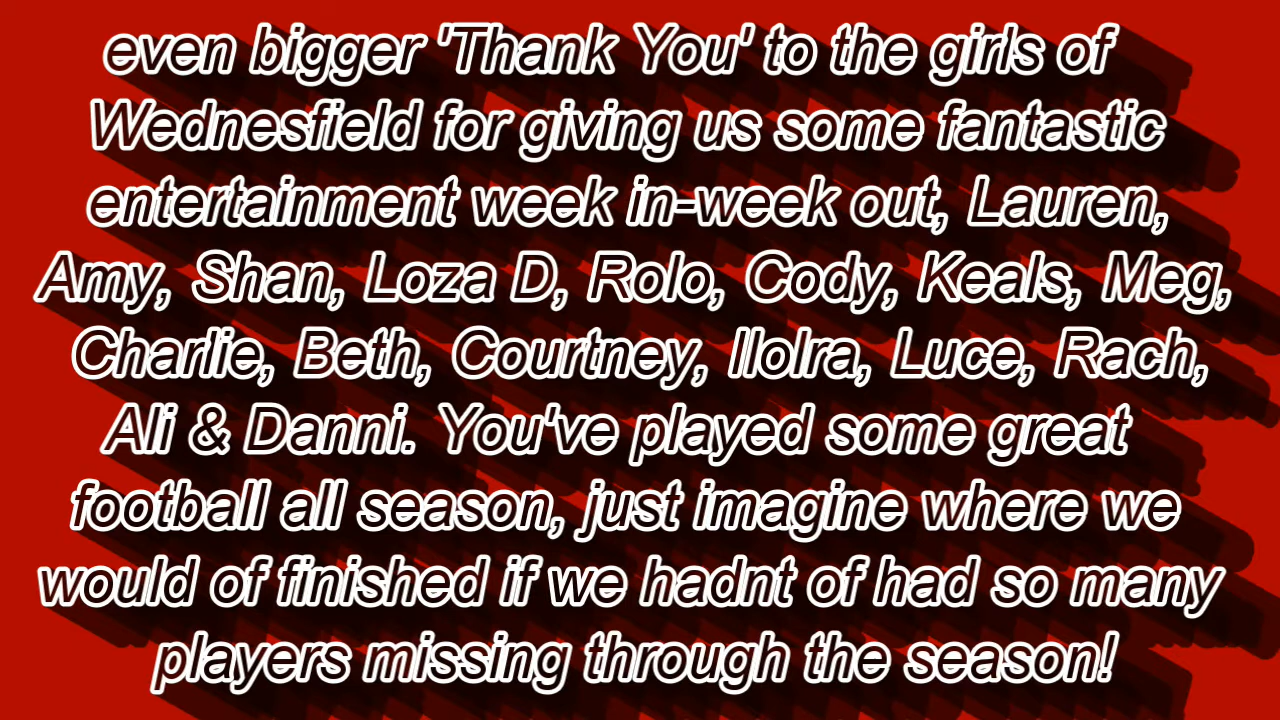 even bigger 'Thank You' to the girls of
Wednesfield for giving us some fantastic
entertainment week in-week out, Lauren,
Amy, Shan, Loza D, Rolo, Cody, Keals, Meg,
Charlie, Beth, Courtney, Ilolra, Luce, Rach,
Ali & Danni. You've played some great
football all season, just imagine where we
would of finished if we hadnt of had so many
players missing through the season!